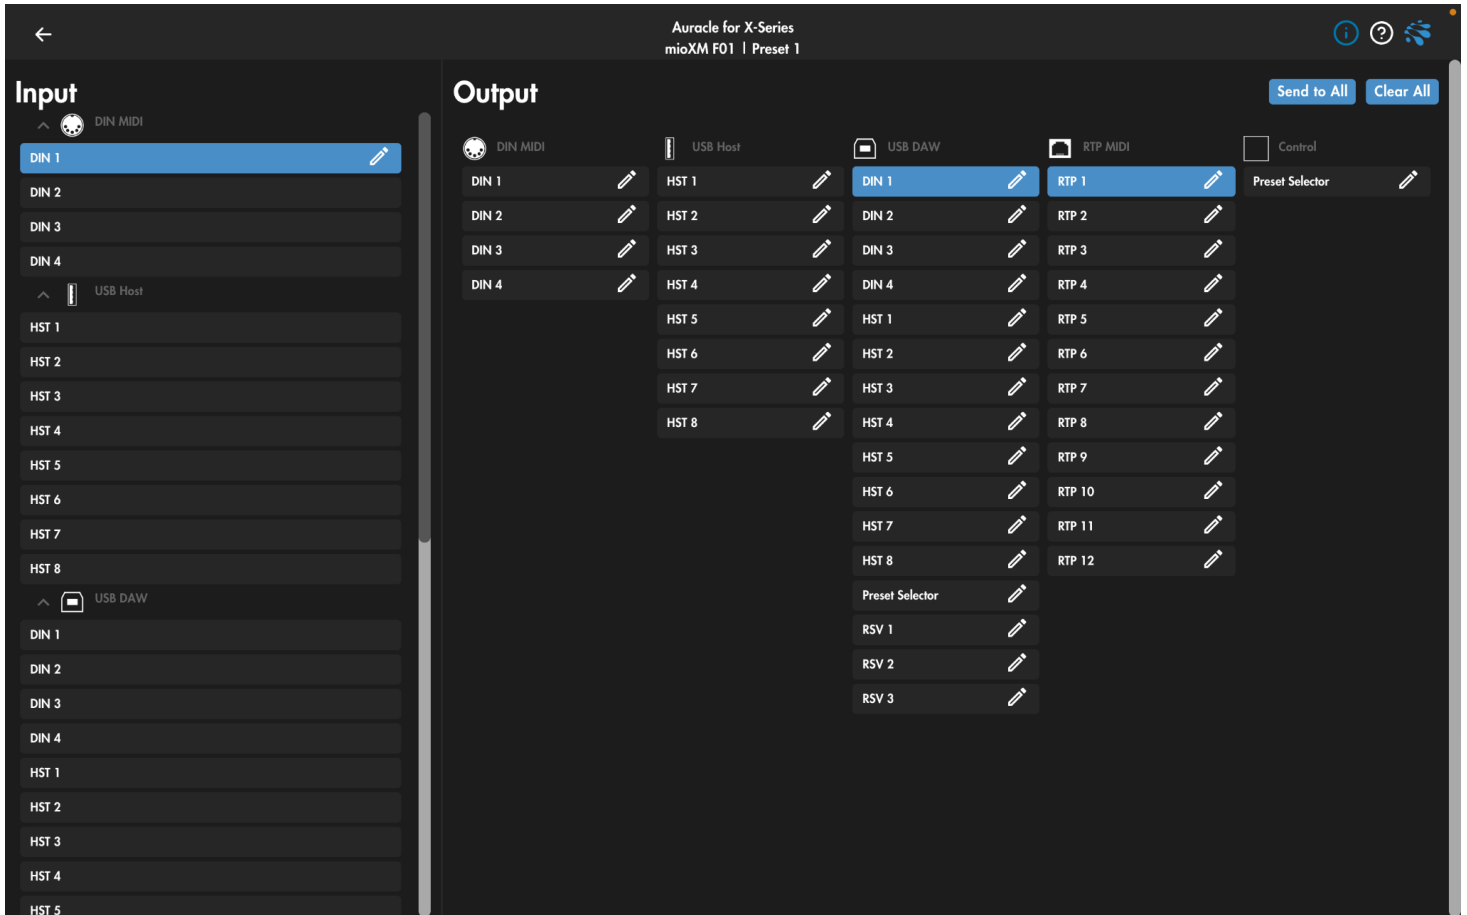 Auracle for X-Series
mioXM F01 | Preset 1
Input
DIN MIDI
DIN 1
DIN 2
DIN 3
DIN 4
USB Host
HST 1
HST 2
HST 3
HST 4
HST 5
HST 6
HST 7
HST 8
USB DAW
DIN 1
DIN 2
DIN 3
DIN 4
HST 1
HST 2
HST 3
HST 4
HST 5
Output
Send to All
Clear All
DIN MIDI
DIN 1
DIN 2
DIN 3
DIN 4
USB Host
HST 1
HST 2
HST 3
HST 4
HST 5
HST 6
HST 7
HST 8
USB DAW
DIN 1
DIN 2
DIN 3
DIN 4
HST 1
HST 2
HST 3
HST 4
HST 5
HST 6
HST 7
HST 8
Preset Selector
RSV 1
RSV 2
RSV 3
RTP MIDI
RTP 1
RTP 2
RTP 3
RTP 4
RTP 5
RTP 6
RTP 7
RTP 8
RTP 9
RTP 10
RTP 11
RTP 12
Control
Preset Selector